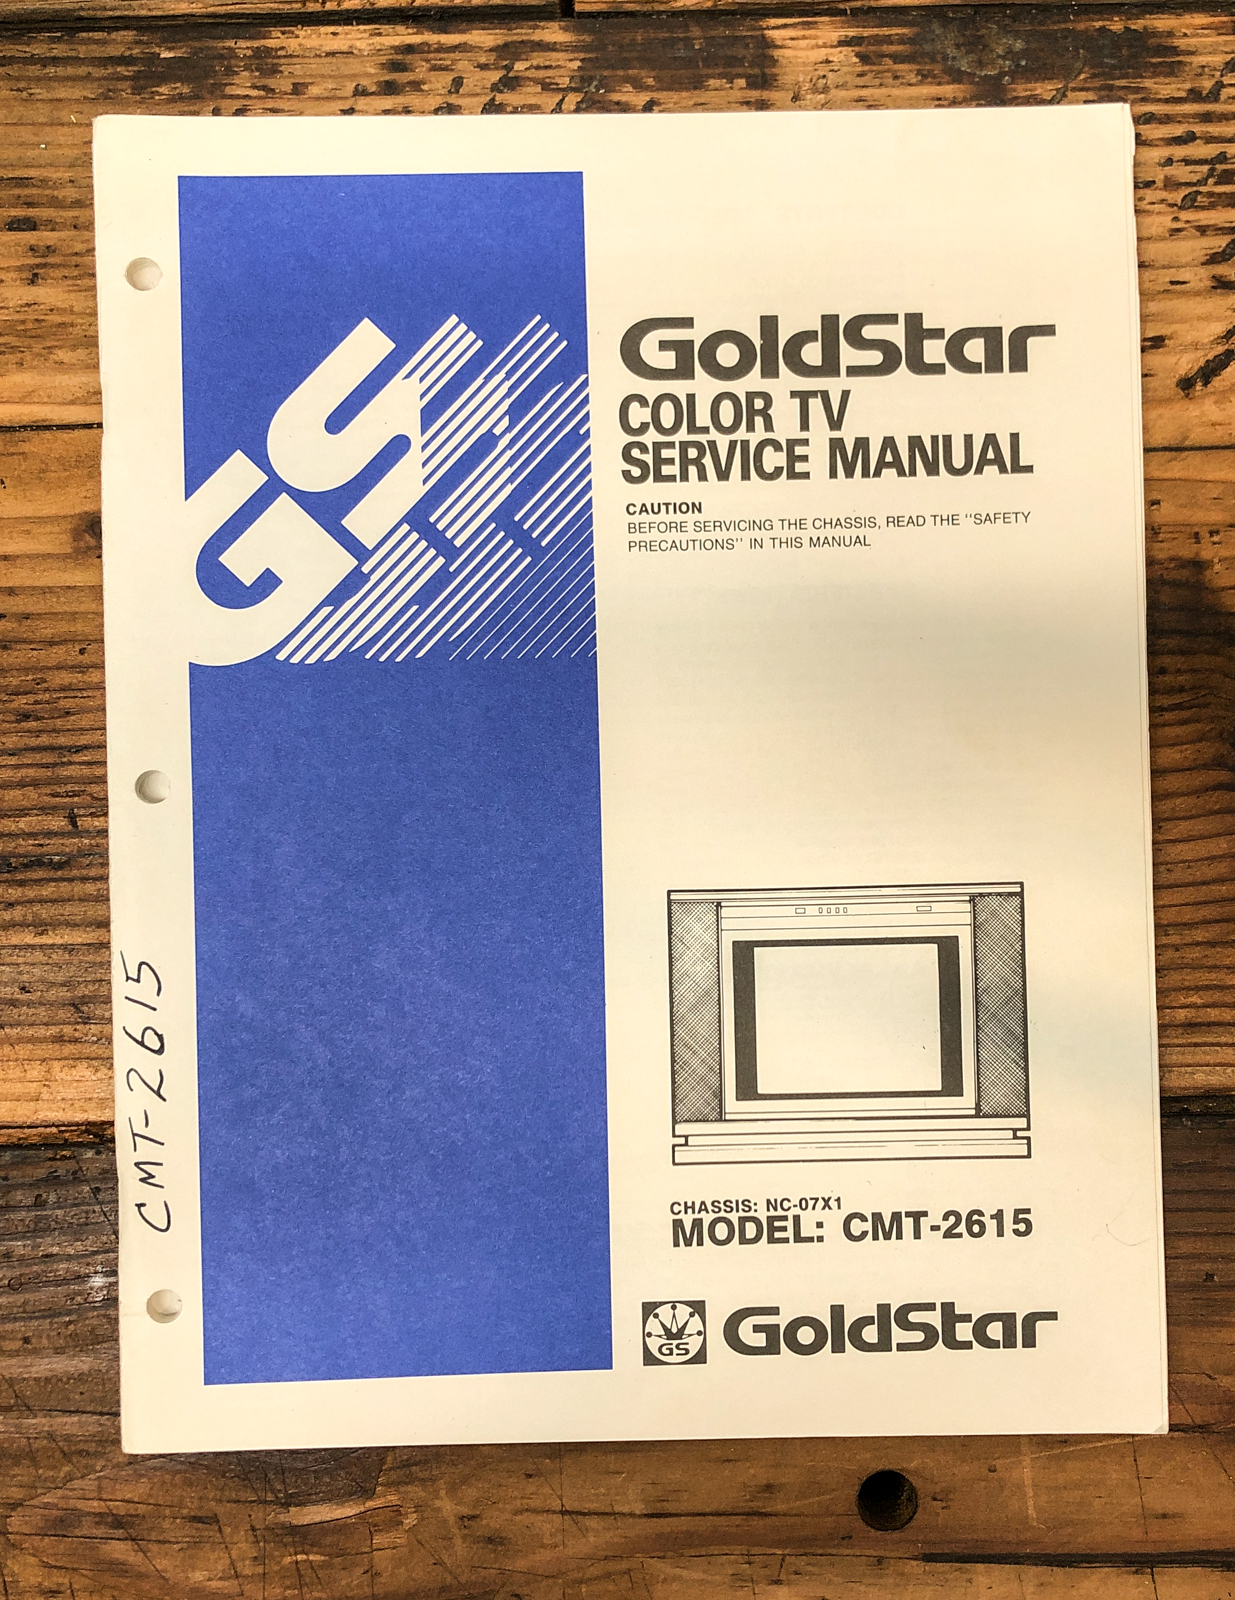 GS
GoldStar
COLOR TV
SERVICE MANUAL
CAUTION
BEFORE SERVICING THE CHASSIS, READ THE "SAFETY
PRECAUTIONS" IN THIS MANUAL
CMT-2615
CHASSIS: NC-07X1
MODEL: CMT-2615
GS
GoldStar